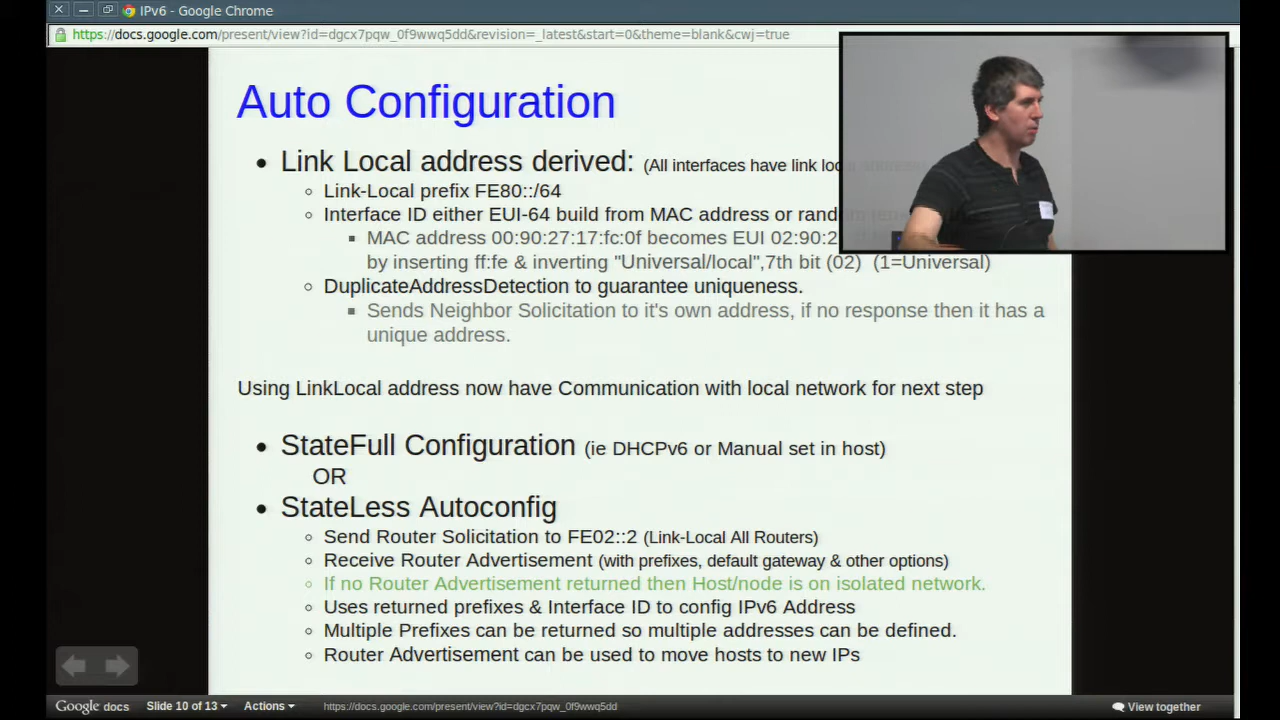 IPv6 - Google Chrome
https://docs.google.com/present/view?id=dgcx7pqw_0f9wwq5dd&revision=_latest&start=0&theme=blank&cwj=true
Auto Configuration
Link Local address derived: (All interfaces have link
Link-Local prefix FE80::/64
Interface ID either EUI-64 build from MAC address or
MAC address 00:90:27:17:fc:0f becomes EUI
by inserting ff:fe & inverting "Universal/local",7th bit (02) (1=Universal)
DuplicateAddressDetection to guarantee uniqueness.
Sends Neighbor Solicitation to it's own address, if no response then it has a
unique address.
Using LinkLocal address now have Communication with local network for next step
StateFull Configuration (ie DHCPv6 or Manual set in host)
OR
StateLess Autoconfig
Send Router Solicitation to FE02::2 (Link-Local All Routers)
Receive Router Advertisement (with prefixes, default gateway & other options)
If no Router Advertisement returned then Host/node is on isolated network.
Uses returned prefixes & Interface ID to config IPv6 Address
Multiple Prefixes can be returned so multiple addresses can be defined.
Router Advertisement can be used to move hosts to new IPs
Google docs Slide 10 of 13 Actions https://docs.google.com/present/view?id=dgcx7pqw_0f9wwq5dd View together